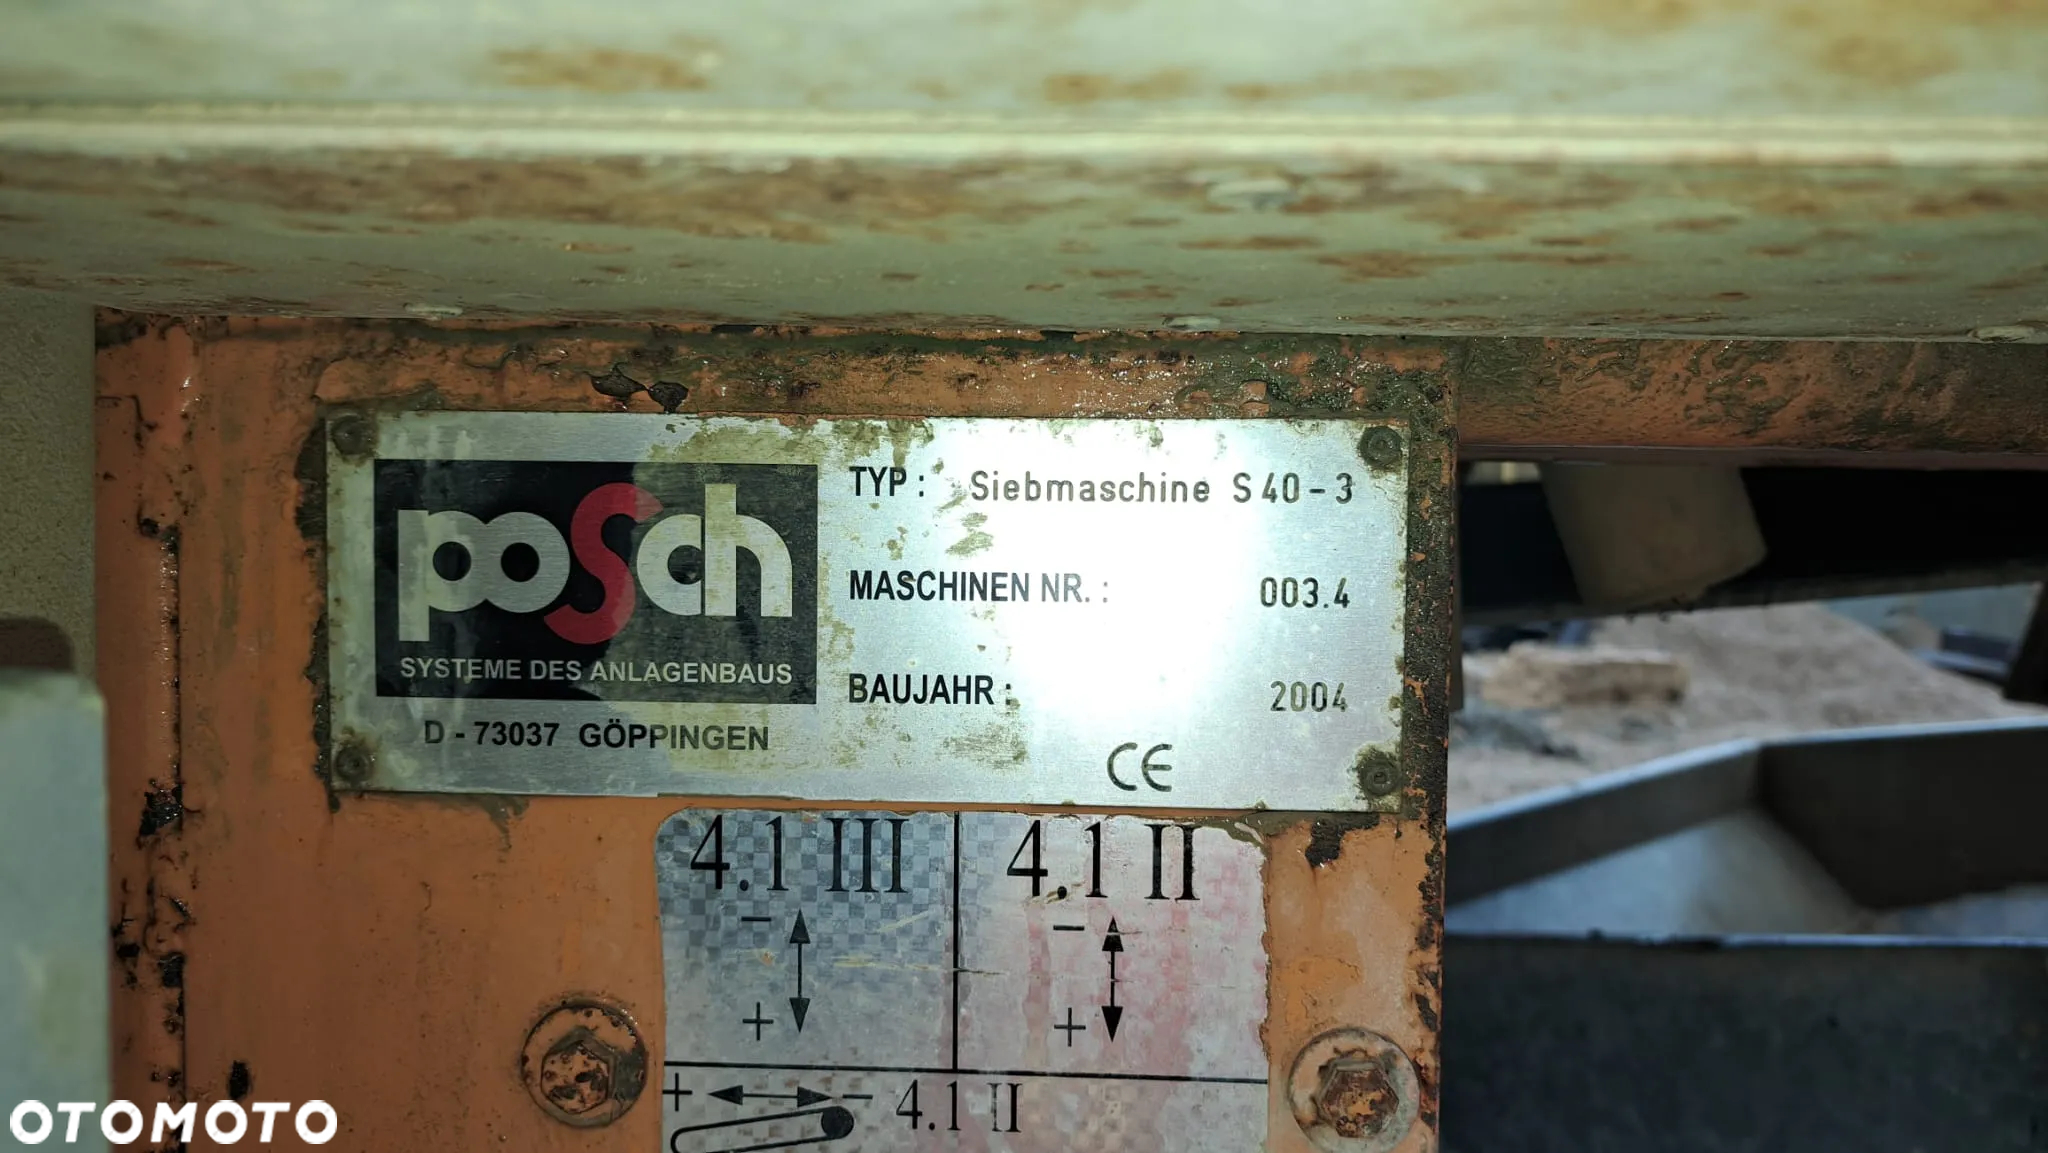 poSch
SYSTEME DES ANLAGENBAUS
D - 73037 GÖPPINGEN
TYP : Siebmaschine S 40 - 3
MASCHINEN NR. : 003.4
BAUJAHR : 2004
CE
4.1 III
4.1 II
-
-
+
+
+ - 4.1 II
OTOMOTO